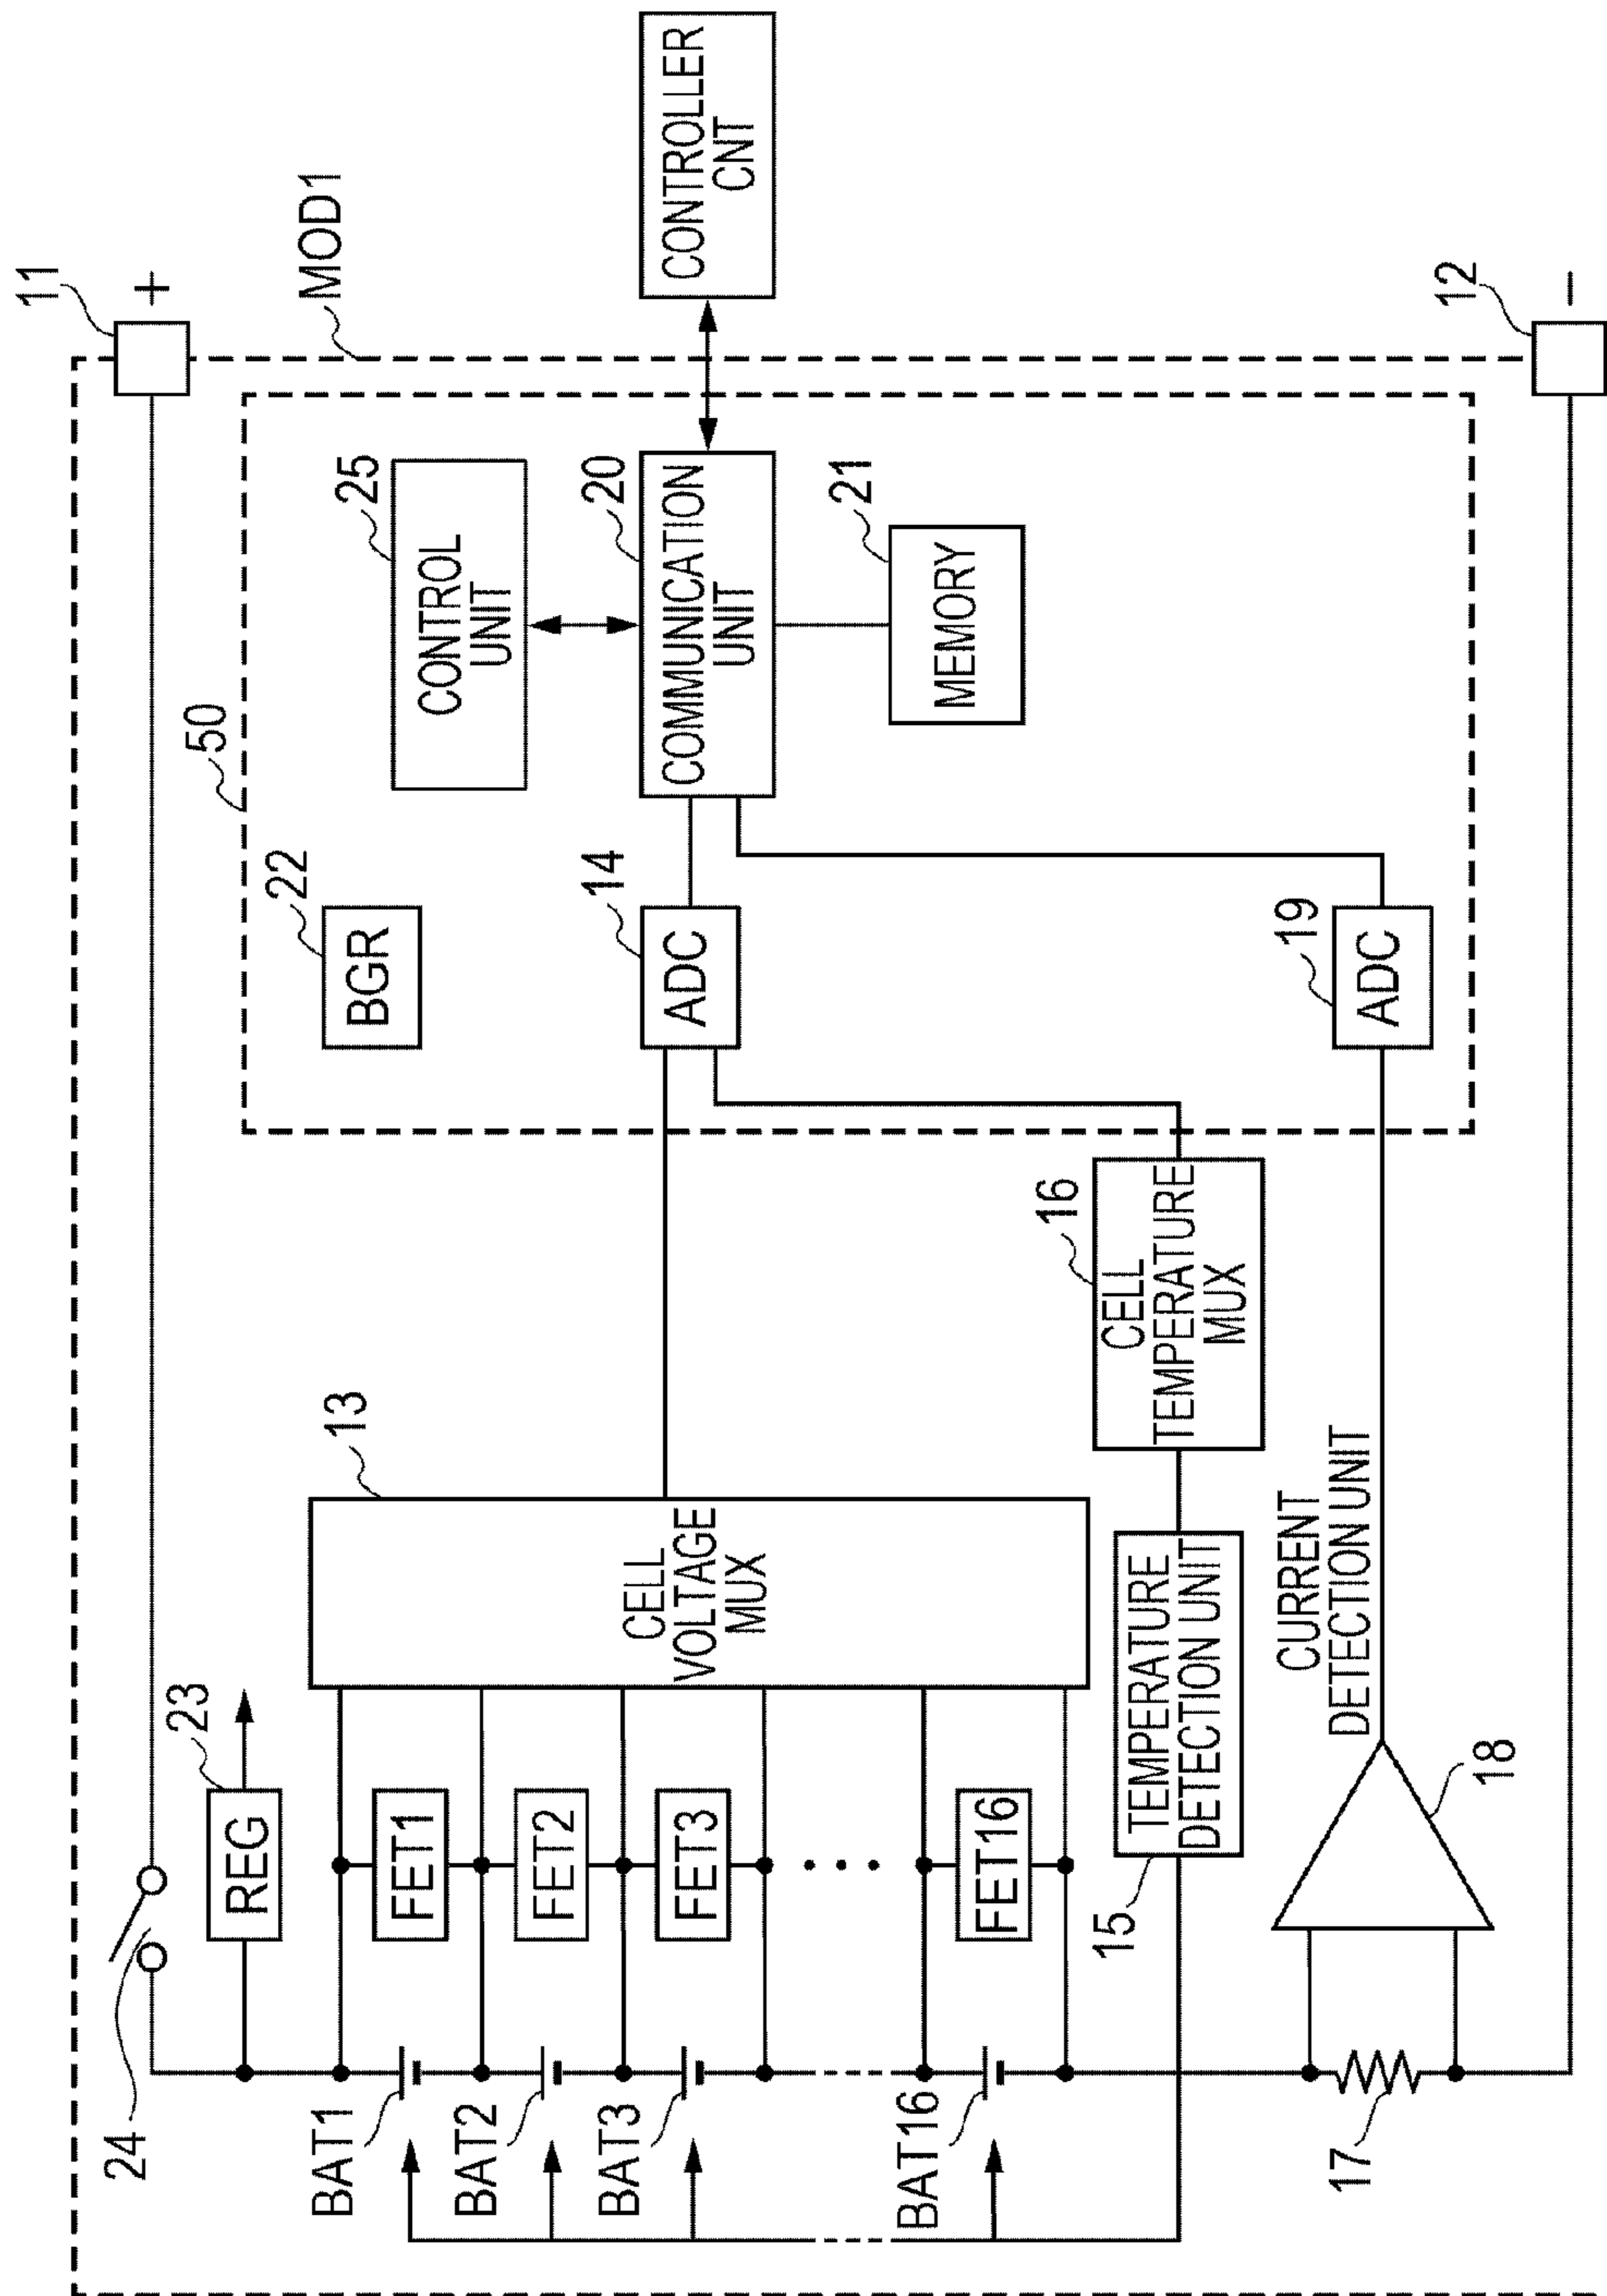 24
23
REG
11
+
MOD1
50
BAT1
FET1
BAT2
FET2
BAT3
FET3
BAT16
FET16
13
CELL
VOLTAGE
MUX
22
BGR
25
CONTROL
UNIT
14
ADC
20
COMMUNICATION
UNIT
CONTROLLER
CNT
21
MEMORY
15
TEMPERATURE
DETECTION UNIT
16
CELL
TEMPERATURE
MUX
17
18
CURRENT
DETECTION UNIT
19
ADC
12
−